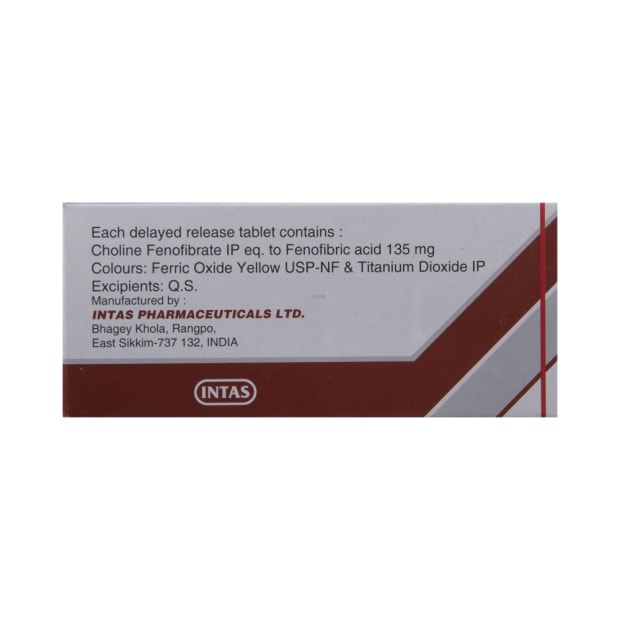 Each delayed release tablet contains :
Choline Fenofibrate IP eq. to Fenofibric acid 135 mg
Colours: Ferric Oxide Yellow USP-NF & Titanium Dioxide IP
Excipients: Q.S.
Manufactured by :
INTAS PHARMACEUTICALS LTD.
Bhagey Khola, Rangpo,
East Sikkim-737 132, INDIA
INTAS